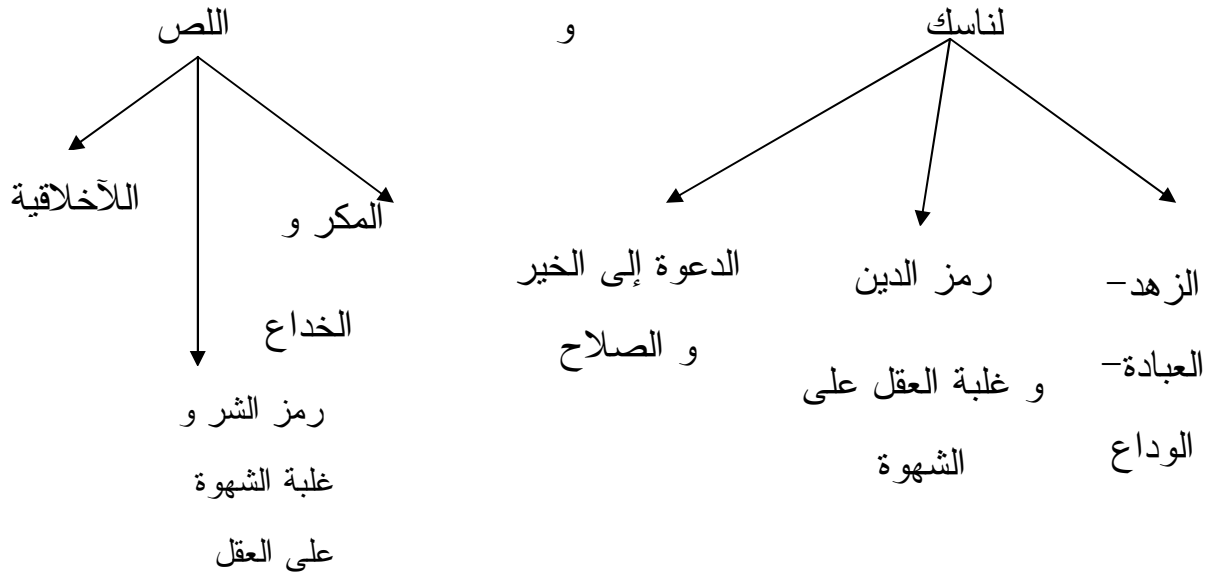 لناسك
و
اللص
الزهد-
العبادة-
الوداع
رمز الدين
و غلبة العقل على
الشهوة
الدعوة إلى الخير
و الصلاح
المكر و
الخداع
رمز الشر و
غلبة الشهوة
على العقل
اللآخلاقية